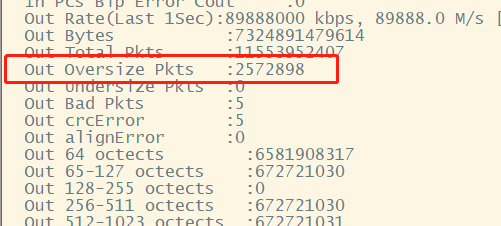 In Pcs Bip Error Cout :0
Out Rate(Last 1Sec):89888000 kbps, 89888.0 M/s [
Out Bytes :7324891479614
Out Total Pkts :11553952407
Out Oversize Pkts :2572898
Out Undersize Pkts :0
Out Bad Pkts :5
Out crcError :5
Out alignError :0
Out 64 octects :6581908317
Out 65-127 octects :672721030
Out 128-255 octects :0
Out 256-511 octects :672721030
Out 512-1023 octects :672721031